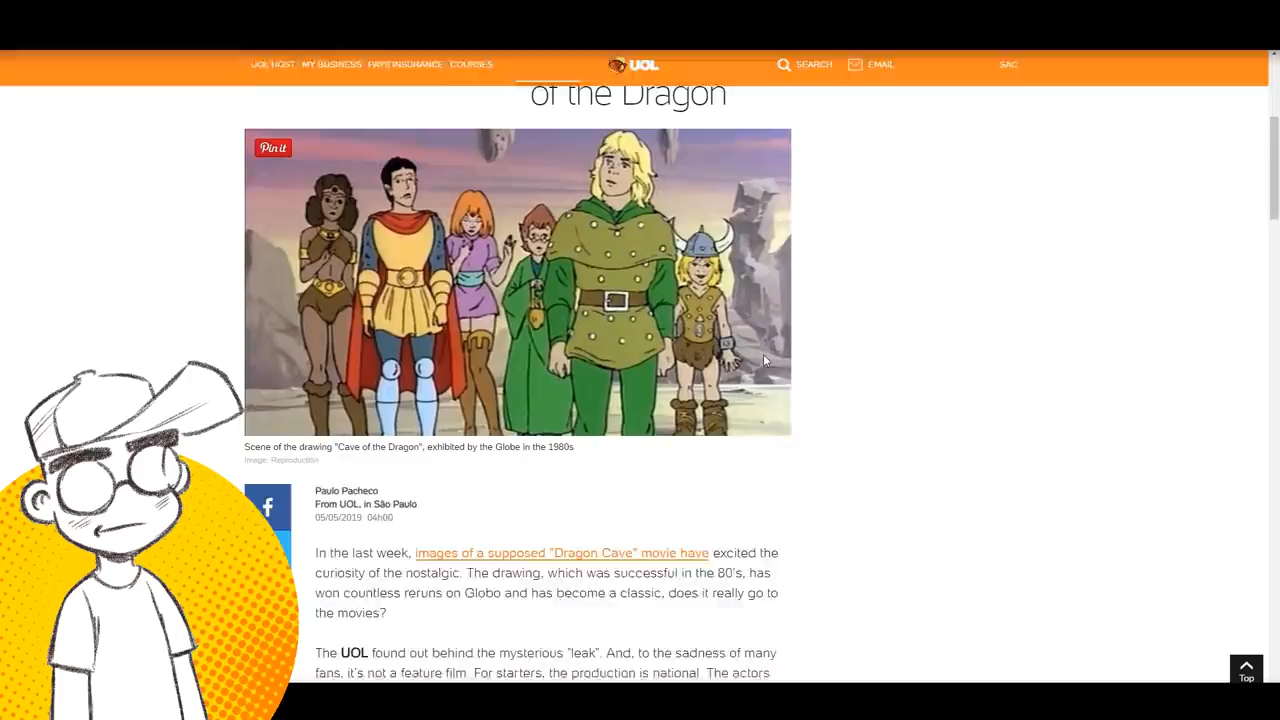 UOL HOST MY BUSINESS PAYS INSURANCE COURSES UOL SEARCH EMAIL SAC
of the Dragon
Pin it
Scene of the drawing "Cave of the Dragon", exhibited by the Globe in the 1980s
Image: Reproduction
f
Paulo Pacheco
From UOL, in São Paulo
05/05/2019 04h00
In the last week, images of a supposed "Dragon Cave" movie have excited the
curiosity of the nostalgic. The drawing, which was successful in the 80's, has
won countless reruns on Globo and has become a classic, does it really go to
the movies?
The UOL found out behind the mysterious "leak". And, to the sadness of many
fans, it's not a feature film. For starters, the production is national. The actors
Top